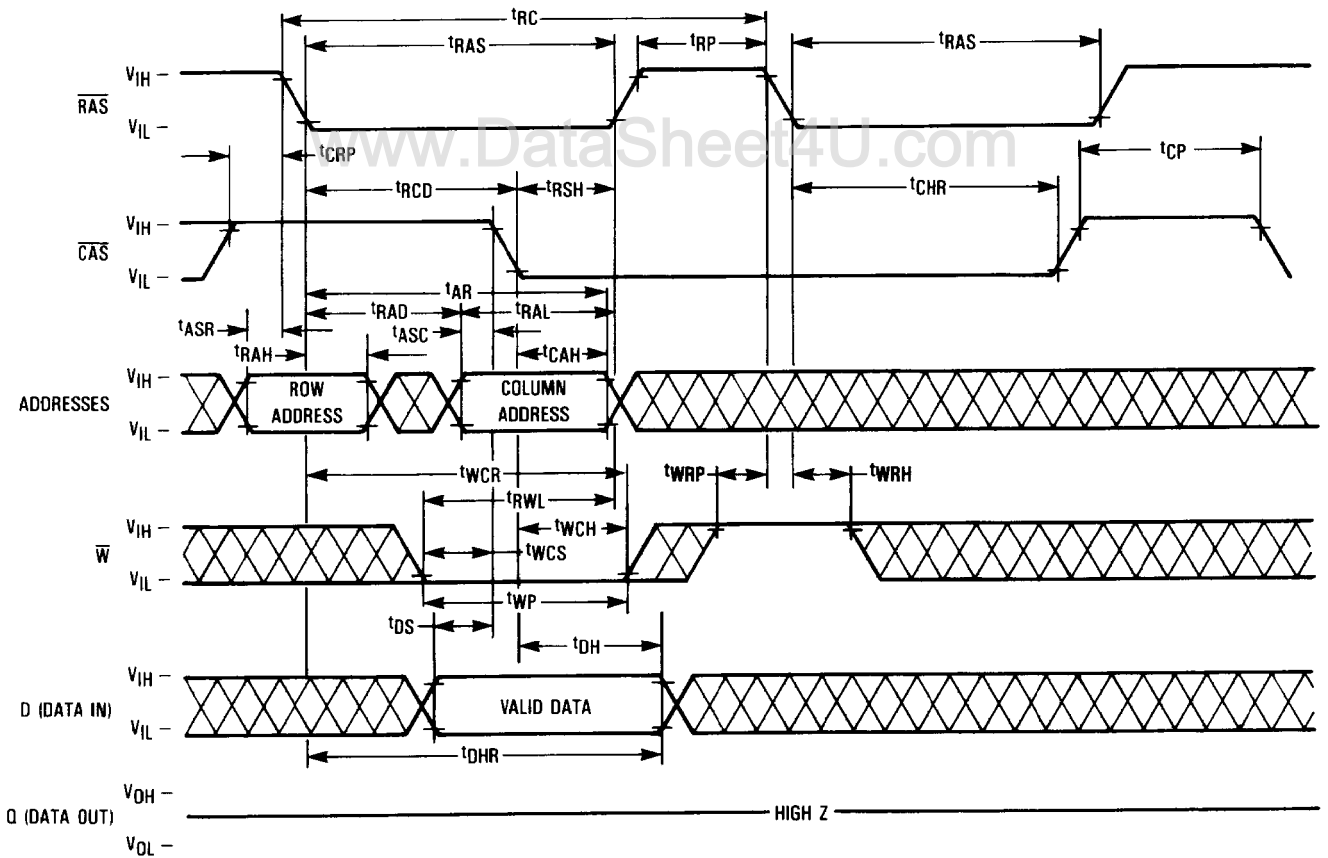 tRC
tRAS
tRP
tRAS
VIH
RAS
VIL
www.DataSheet4U.com
tCRP
tCP
tRCD
tRSH
tCHR
VIH
CAS
VIL
tAR
tRAD
tRAL
tASR
tASC
tRAH
tCAH
VIH
ROW
ADDRESS
COLUMN
ADDRESS
ADDRESSES
VIL
tWCR
tWRP
tWRH
tRWL
VIH
tWCH
W
tWCS
VIL
tWP
tDS
tDH
VIH
D (DATA IN)
VALID DATA
VIL
tDHR
VOH
Q (DATA OUT)
HIGH Z
VOL